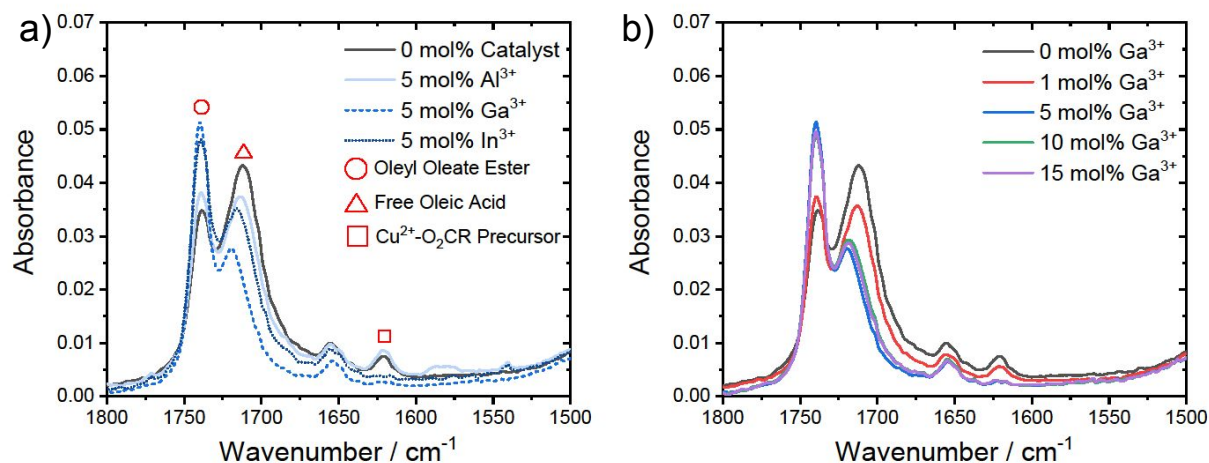 a)
0.07
0.06
0.05
0.04
0.03
0.02
0.01
0.00
Absorbance
1800 1750 1700 1650 1600 1550 1500
Wavenumber / cm⁻¹
0 mol% Catalyst
5 mol% Al³⁺
5 mol% Ga³⁺
5 mol% In³⁺
Oleyl Oleate Ester
Free Oleic Acid
Cu²⁺-O₂CR Precursor
b)
0.07
0.06
0.05
0.04
0.03
0.02
0.01
0.00
Absorbance
1800 1750 1700 1650 1600 1550 1500
Wavenumber / cm⁻¹
0 mol% Ga³⁺
1 mol% Ga³⁺
5 mol% Ga³⁺
10 mol% Ga³⁺
15 mol% Ga³⁺